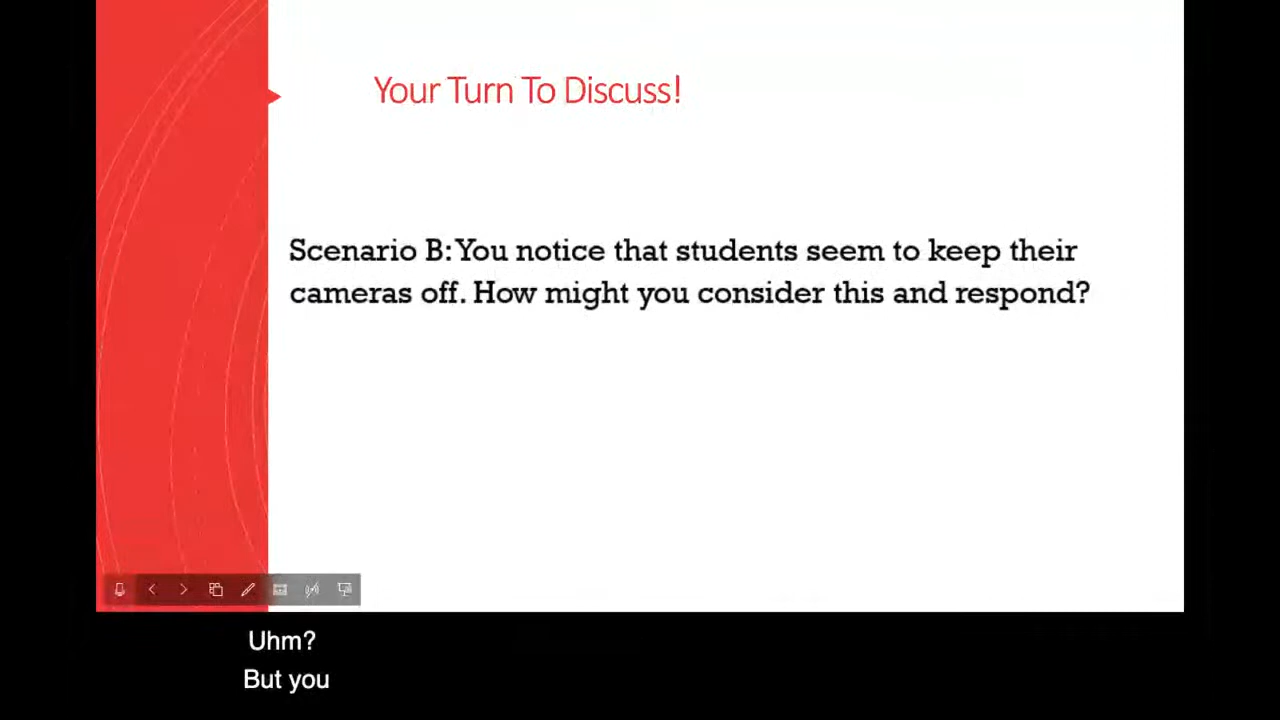 Your Turn To Discuss!
Scenario B: You notice that students seem to keep their
cameras off. How might you consider this and respond?
Uhm?
But you